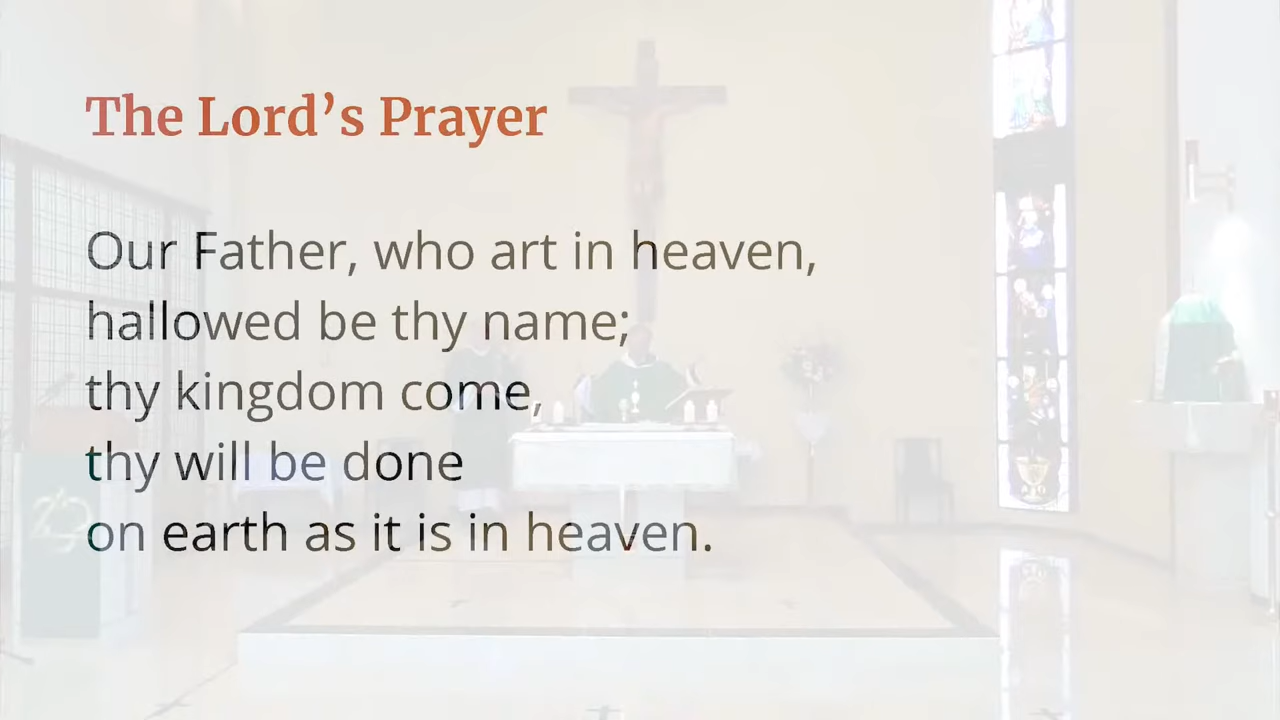 The Lord’s Prayer
Our Father, who art in heaven,
hallowed be thy name;
thy kingdom come,
thy will be done
on earth as it is in heaven.